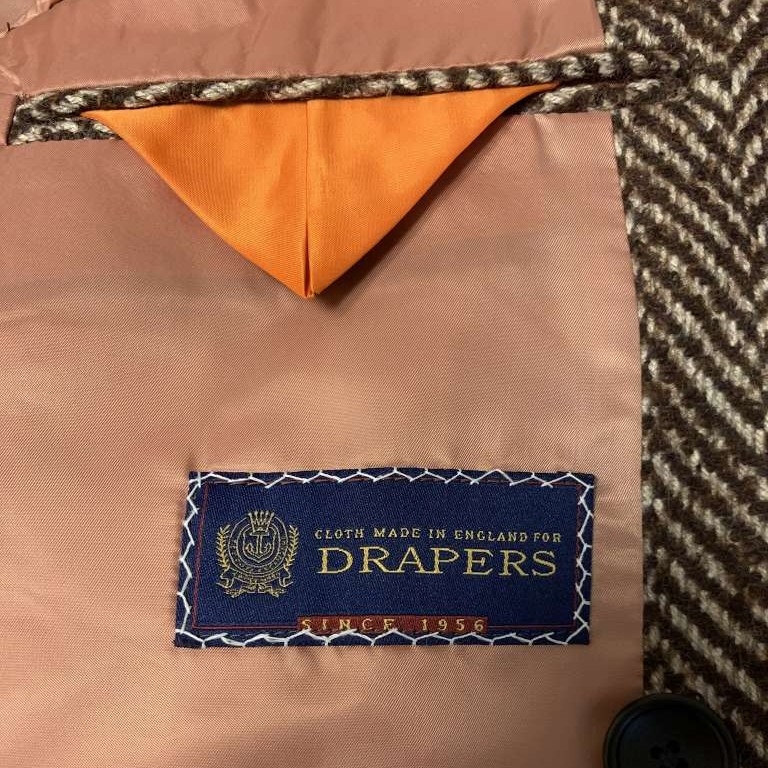 CLOTH MADE IN ENGLAND FOR
DRAPERS
SINCE 1956